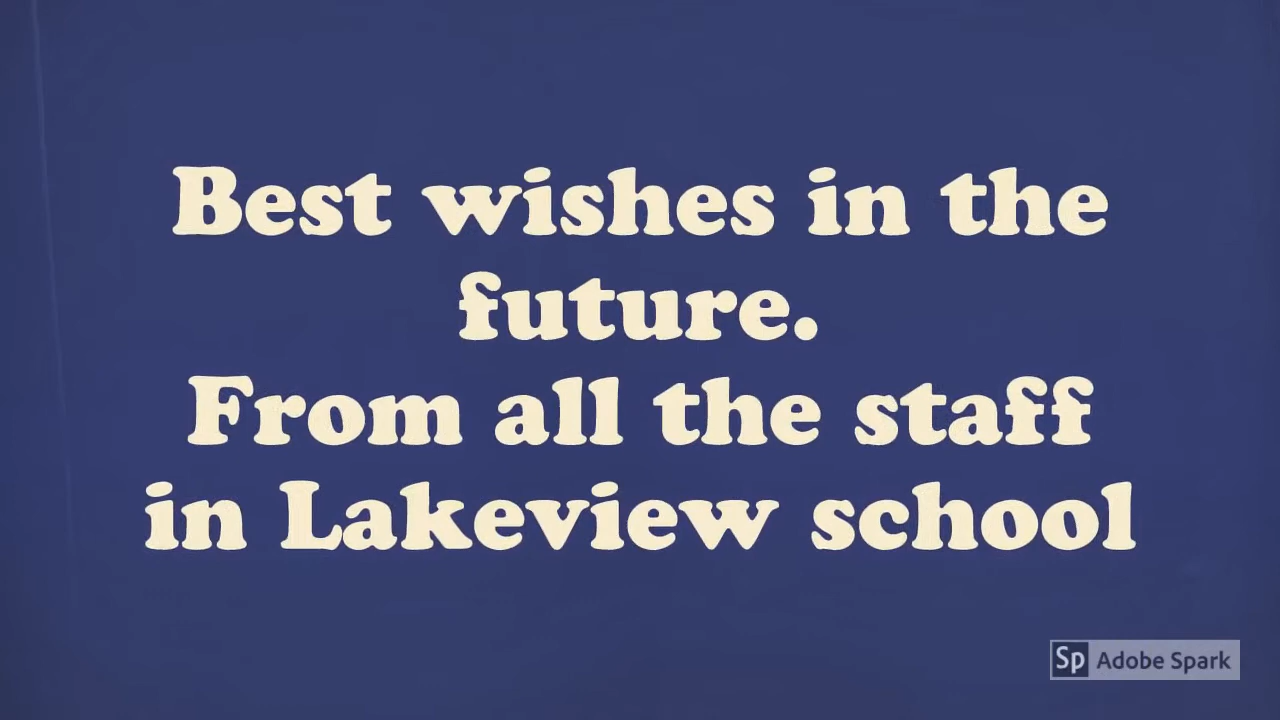 Best wishes in the
future.
From all the staff
in Lakeview school
Sp Adobe Spark